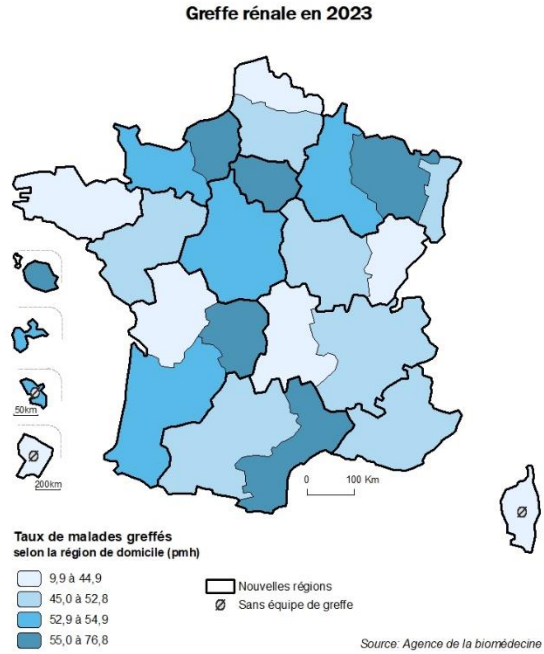 Greffe rénale en 2023
50km
200km
0 100 Km
Taux de malades greffés
selon la région de domicile (pmh)
9,9 à 44,9
45,0 à 52,8
52,9 à 54,9
55,0 à 76,8
Nouvelles régions
Sans équipe de greffe
Source: Agence de la biomédecine